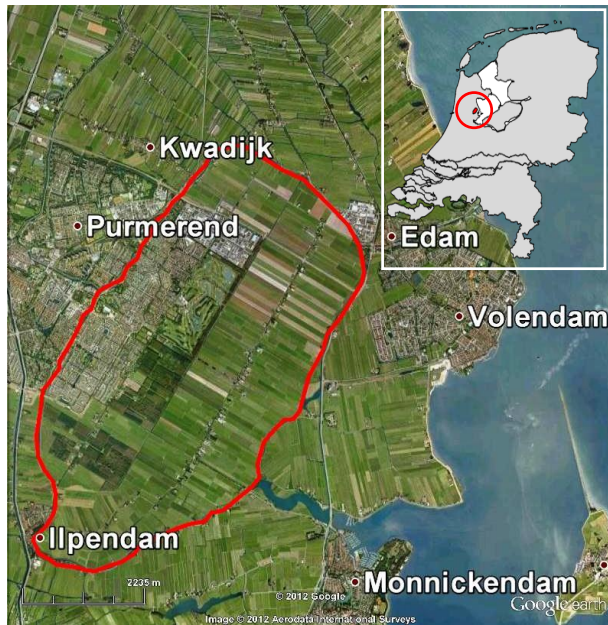 Kwadijk
Purmerend
Edam
Volendam
Ilpendam
Monnickendam
2235 m
© 2012 Google
Google earth
Image © 2012 Aerodata International Surveys